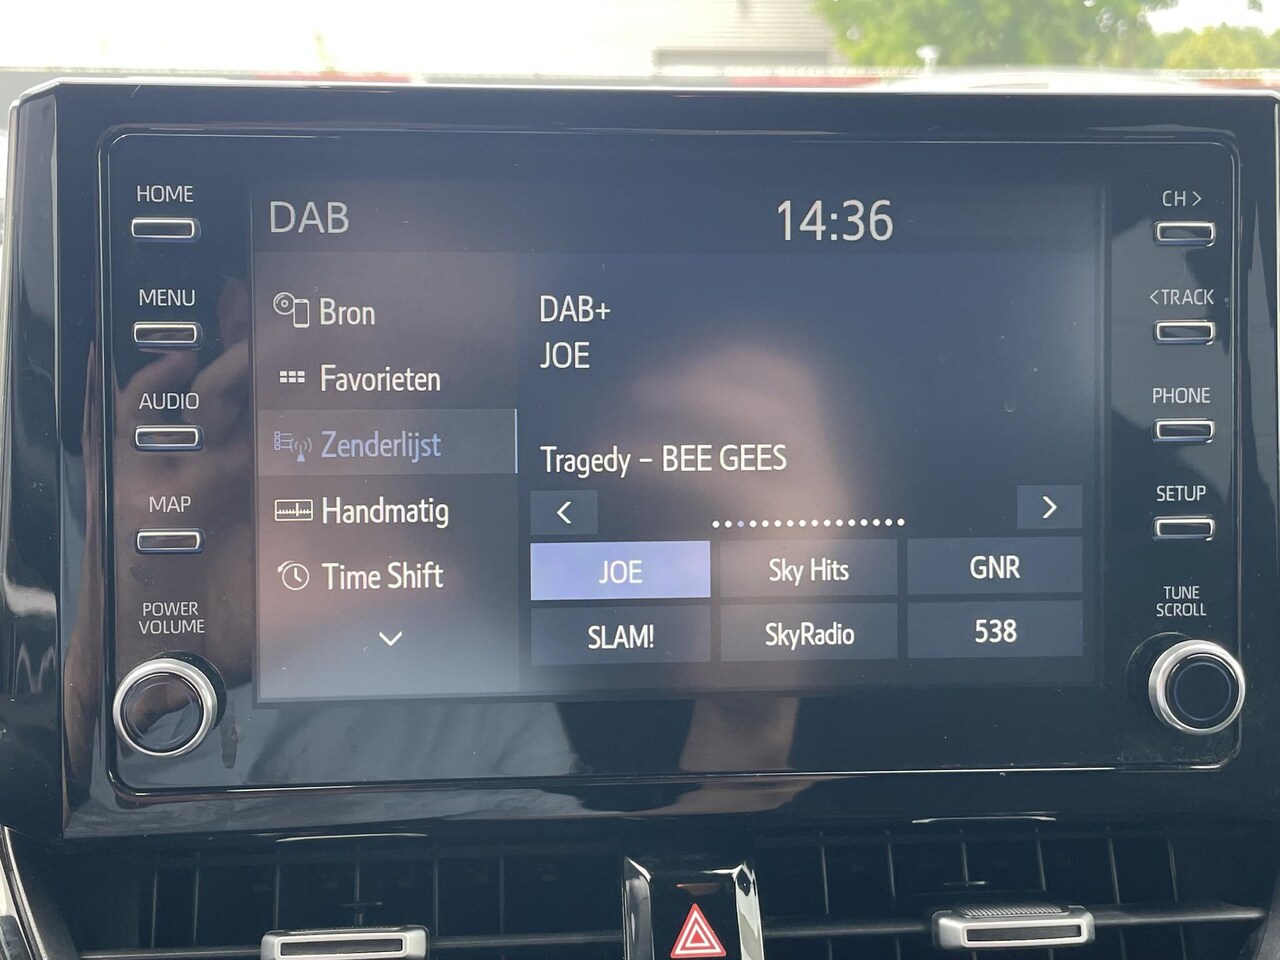 HOME
MENU
AUDIO
MAP
POWER
VOLUME
DAB
14:36
Bron
Favorieten
Zenderlijst
Handmatig
Time Shift
DAB+
JOE
Tragedy – BEE GEES
< >
JOE Sky Hits GNR
SLAM! SkyRadio 538
CH >
<TRACK
PHONE
SETUP
TUNE
SCROLL